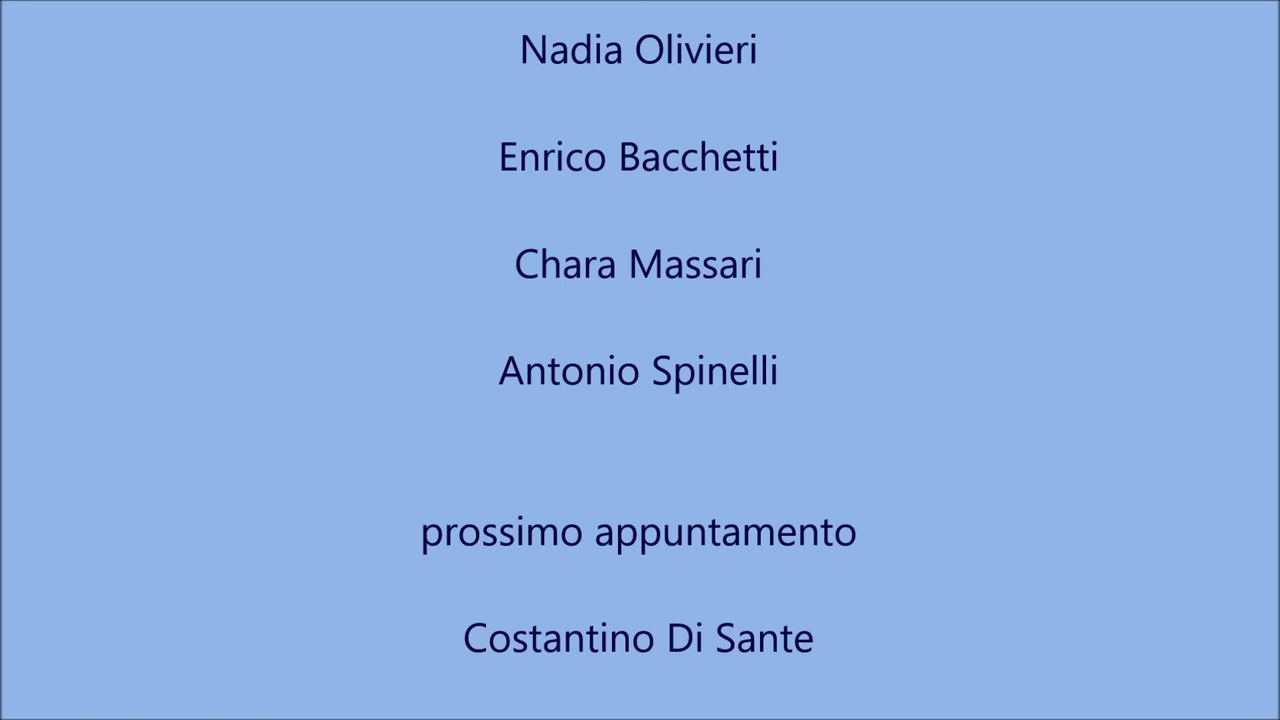 Nadia Olivieri
Enrico Bacchetti
Chara Massari
Antonio Spinelli
prossimo appuntamento
Costantino Di Sante